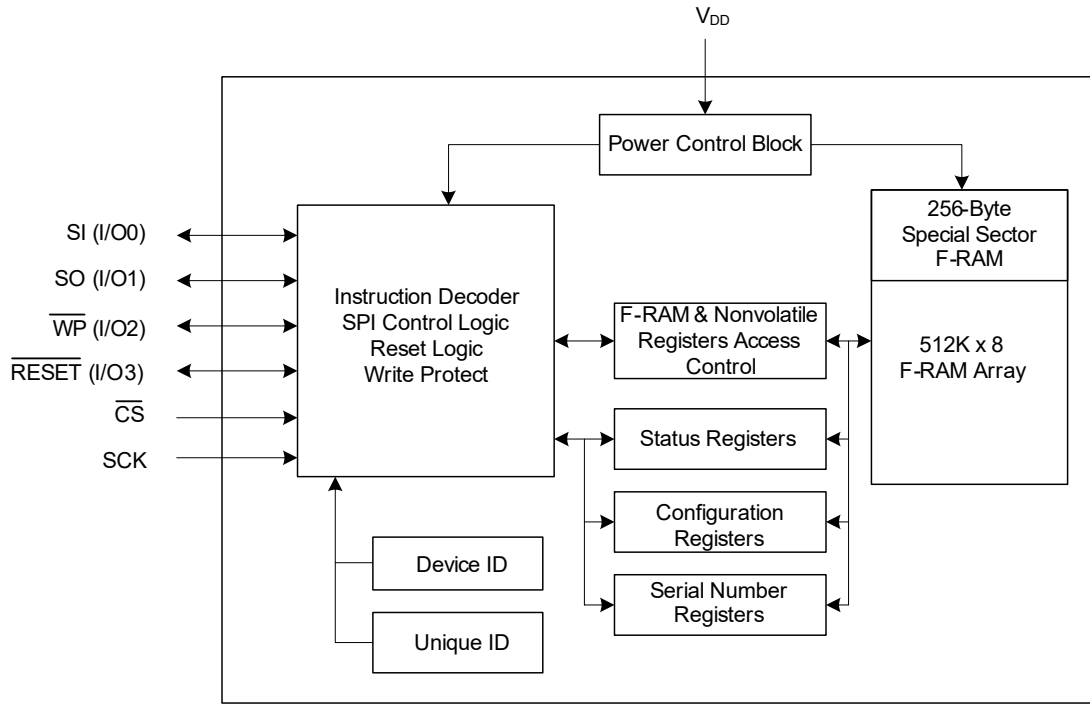 VDD
Power Control Block
256-Byte
Special Sector
F-RAM
SI (I/O0)
SO (I/O1)
WP (I/O2)
RESET (I/O3)
CS
SCK
Instruction Decoder
SPI Control Logic
Reset Logic
Write Protect
F-RAM & Nonvolatile
Registers Access
Control
512K x 8
F-RAM Array
Status Registers
Configuration
Registers
Serial Number
Registers
Device ID
Unique ID